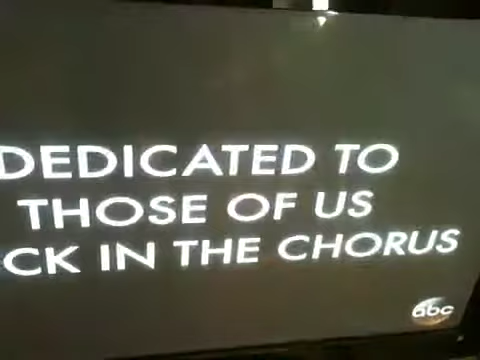 DEDICATED TO
THOSE OF US
CK IN THE CHORUS
abc